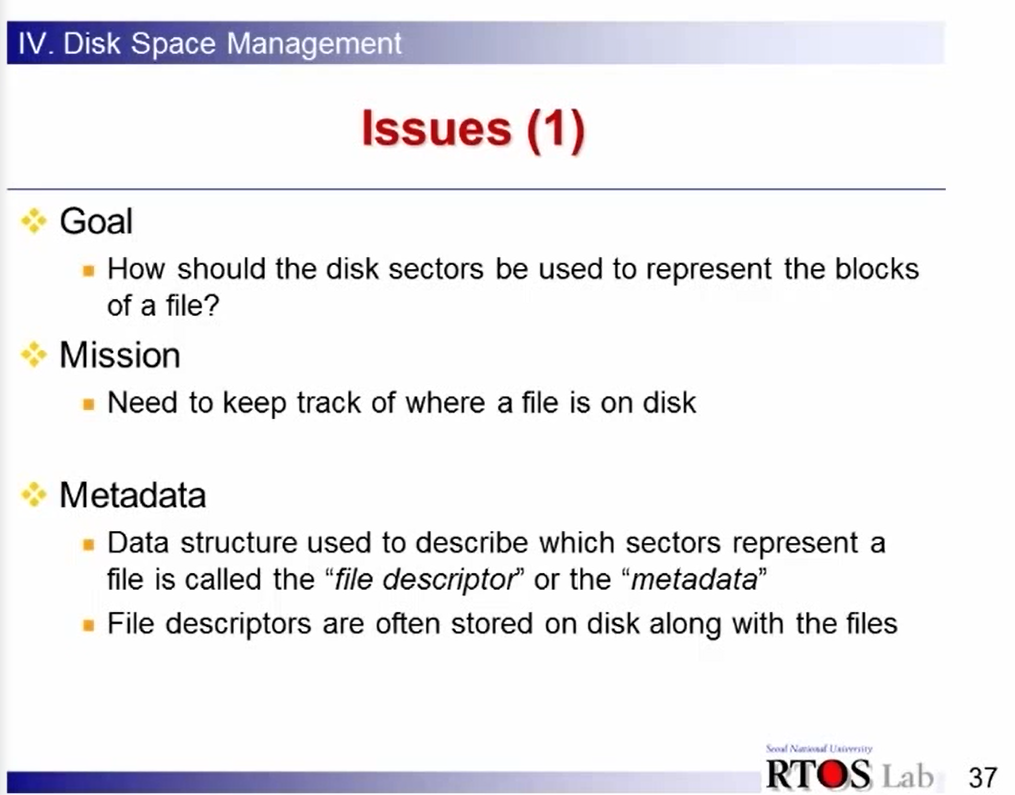 IV. Disk Space Management
Issues (1)
Goal
How should the disk sectors be used to represent the blocks
of a file?
Mission
Need to keep track of where a file is on disk
Metadata
Data structure used to describe which sectors represent a
file is called the “file descriptor” or the “metadata”
File descriptors are often stored on disk along with the files
Seoul National University
RTOS Lab
37